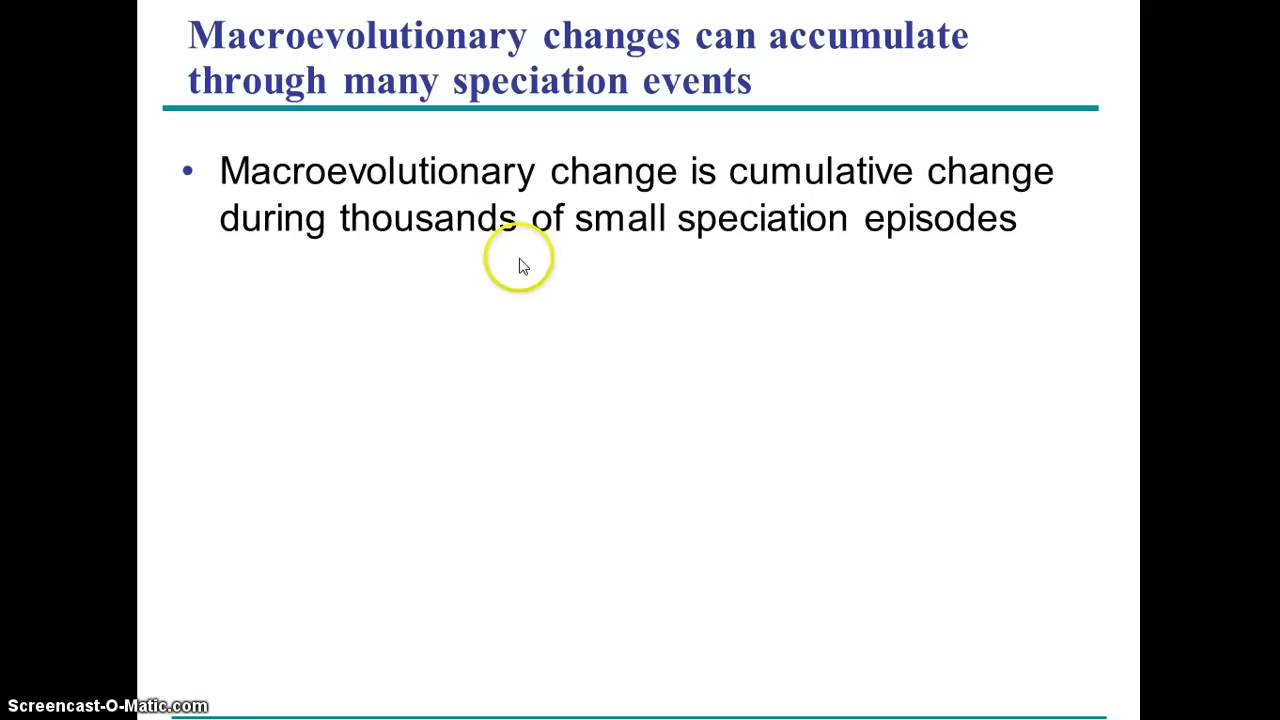 Macroevolutionary changes can accumulate
through many speciation events
• Macroevolutionary change is cumulative change
during thousands of small speciation episodes
Screencast-O-Matic.com